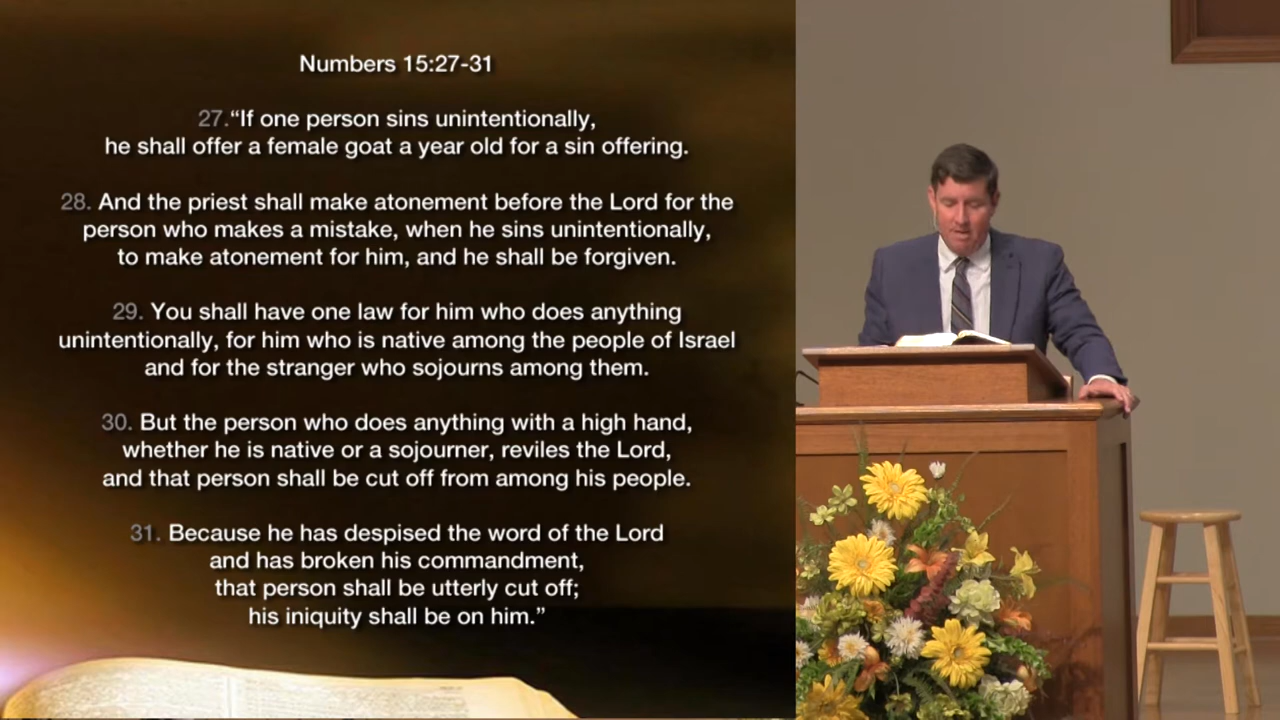 Numbers 15:27-31
27.“If one person sins unintentionally,
he shall offer a female goat a year old for a sin offering.
28. And the priest shall make atonement before the Lord for the
person who makes a mistake, when he sins unintentionally,
to make atonement for him, and he shall be forgiven.
29. You shall have one law for him who does anything
unintentionally, for him who is native among the people of Israel
and for the stranger who sojourns among them.
30. But the person who does anything with a high hand,
whether he is native or a sojourner, reviles the Lord,
and that person shall be cut off from among his people.
31. Because he has despised the word of the Lord
and has broken his commandment,
that person shall be utterly cut off;
his iniquity shall be on him.”